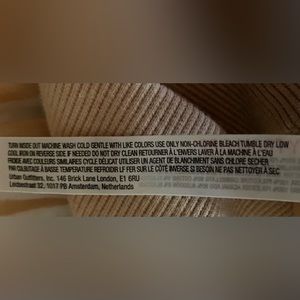 TURN INSIDE OUT MACHINE WASH COLD GENTLE WITH LIKE COLORS USE ONLY NON-CHLORINE BLEACH TUMBLE DRY LOW
COOL IRON ON REVERSE SIDE IF NEEDED DO NOT DRY CLEAN RETOURNER À L'ENVERS LAVER À LA MACHINE À L'EAU
FROIDE AVEC COULEURS SIMILAIRES CYCLE DÉLICAT UTILISER UN AGENT DE BLANCHIMENT SANS CHLORE SÉCHER
PAR CULBUTAGE À BASSE TEMPERATURE REFROIDIR LE FER SUR LE CÔTÉ INVERSE SI BESOIN NE PAS NETTOYER À SEC
Urban Outfitters, Inc. 146 Brick Lane London, E1 6RU
Leidsestraat 32, 1017 PB Amsterdam, Netherlands